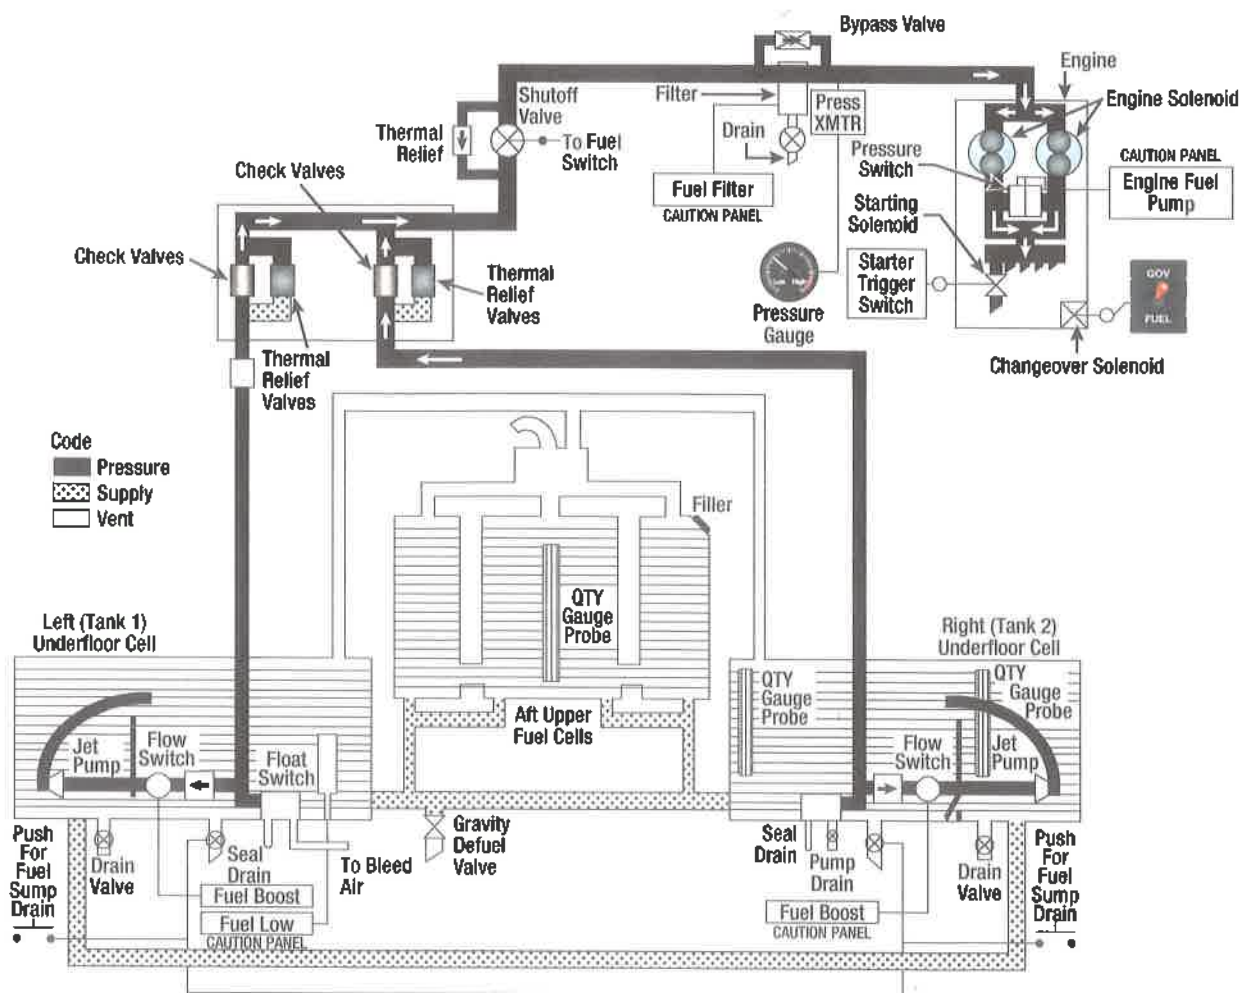 Bypass Valve
Engine
Shutoff
Valve
Filter
Press
XMTR
Engine Solenoid
Thermal
Relief
To Fuel
Switch
Drain
Pressure
Switch
CAUTION PANEL
Engine Fuel
Pump
Check Valves
Fuel Filter
CAUTION PANEL
Starting
Solenoid
Check Valves
Thermal
Relief
Valves
Low
High
Pressure
Gauge
Starter
Trigger
Switch
GOV
FUEL
Changeover Solenoid
Thermal
Relief
Valves
Code
Pressure
Supply
Vent
Filler
QTY
Gauge
Probe
Left (Tank 1)
Underfloor Cell
Right (Tank 2)
Underfloor Cell
QTY
Gauge
Probe
QTY
Gauge
Probe
Aft Upper
Fuel Cells
Jet
Pump
Flow
Switch
Float
Switch
Flow
Switch
Jet
Pump
Push
For
Fuel
Sump
Drain
Drain
Valve
Seal
Drain
To Bleed
Air
Gravity
Defuel
Valve
Seal
Drain
Pump
Drain
Drain
Valve
Push
For
Fuel
Sump
Drain
Fuel Boost
Fuel Low
CAUTION PANEL
Fuel Boost
CAUTION PANEL